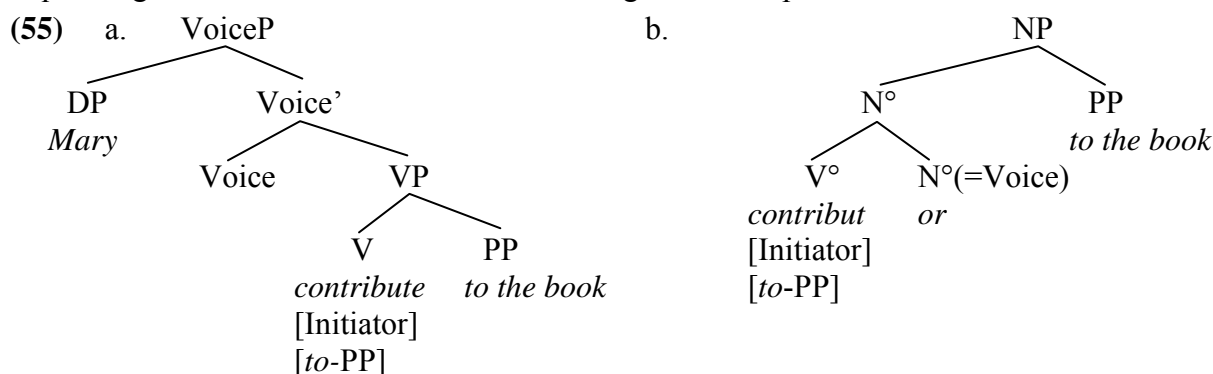 (55) a. VoiceP b. NP
DP Voice’ N° PP
Mary to the book
Voice VP V° N°(=Voice)
contribut or
V PP [Initiator]
contribute to the book [to-PP]
[Initiator]
[to-PP]